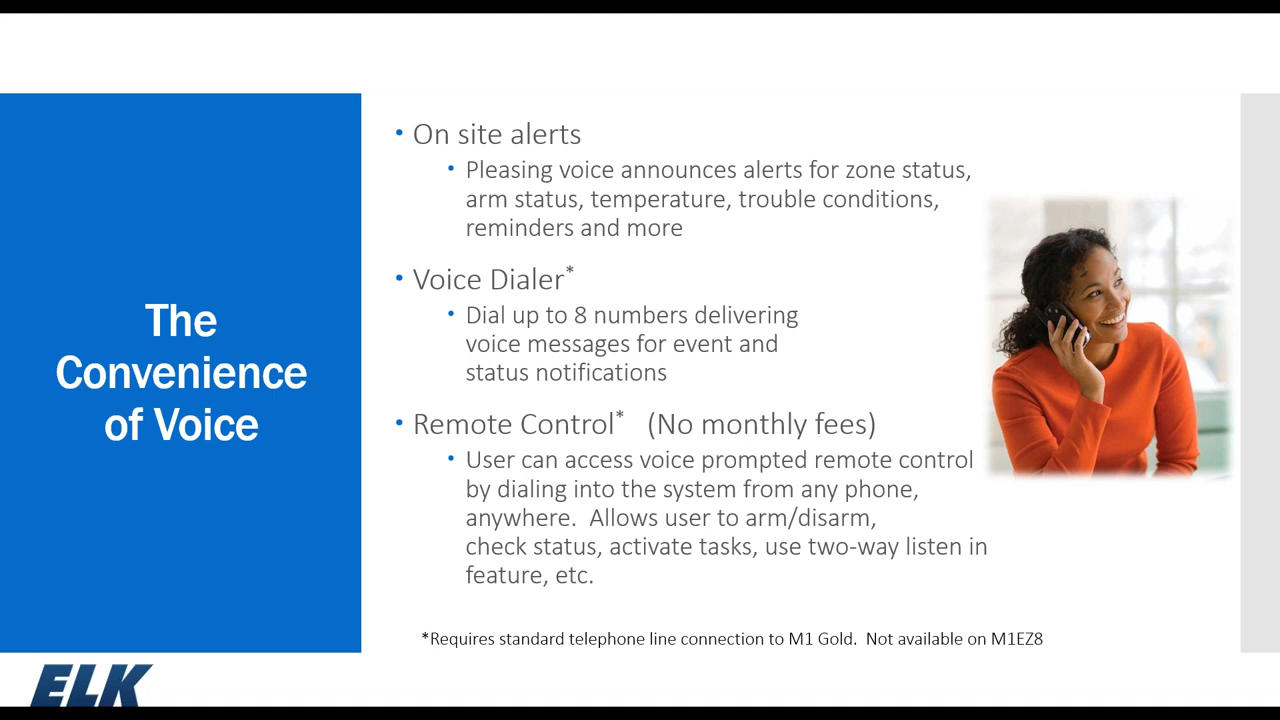 The
Convenience
of Voice
• On site alerts
• Pleasing voice announces alerts for zone status,
arm status, temperature, trouble conditions,
reminders and more
• Voice Dialer*
• Dial up to 8 numbers delivering
voice messages for event and
status notifications
• Remote Control* (No monthly fees)
• User can access voice prompted remote control
by dialing into the system from any phone,
anywhere. Allows user to arm/disarm,
check status, activate tasks, use two-way listen in
feature, etc.
*Requires standard telephone line connection to M1 Gold. Not available on M1EZ8
ELK